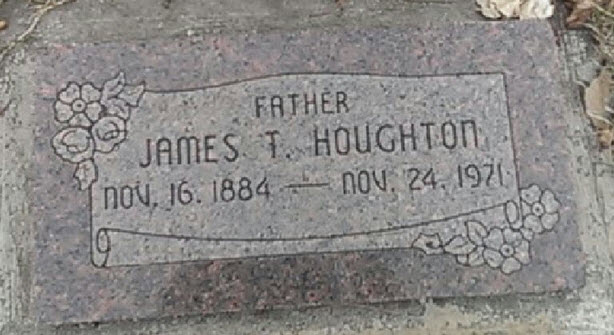 FATHER
JAMES T. HOUGHTON
NOV. 16. 1884 — NOV. 24. 1971